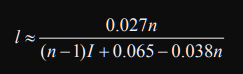 l ≈ 0.027n / ((n−1)I + 0.065 − 0.038n)